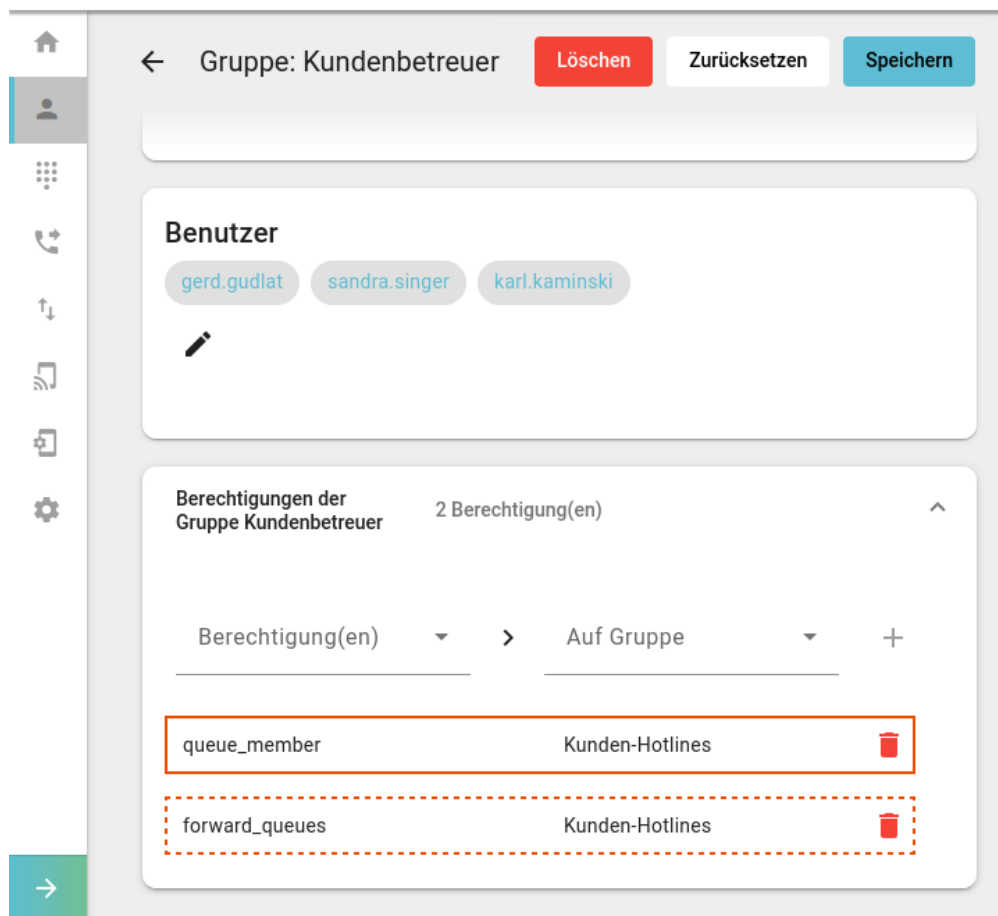 Gruppe: Kundenbetreuer
Löschen
Zurücksetzen
Speichern
Benutzer
gerd.gudlat
sandra.singer
karl.kaminski
Berechtigungen der
Gruppe Kundenbetreuer
2 Berechtigung(en)
Berechtigung(en)
Auf Gruppe
queue_member
Kunden-Hotlines
forward_queues
Kunden-Hotlines